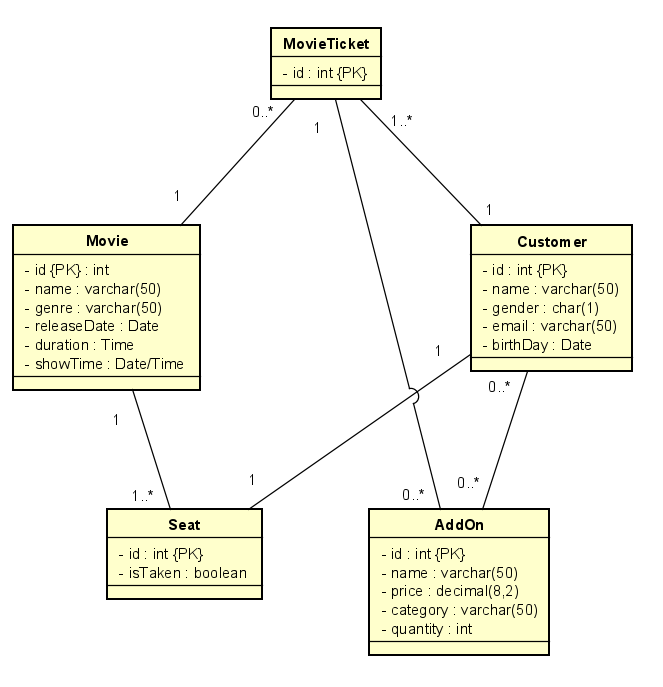 MovieTicket
- id : int {PK}
0..*
1
1..*
1
1
Movie
- id {PK} : int
- name : varchar(50)
- genre : varchar(50)
- releaseDate : Date
- duration : Time
- showTime : Date/Time
Customer
- id : int {PK}
- name : varchar(50)
- gender : char(1)
- email : varchar(50)
- birthDay : Date
1
0..*
1
1
1..*
0..*
0..*
Seat
- id : int {PK}
- isTaken : boolean
AddOn
- id : int {PK}
- name : varchar(50)
- price : decimal(8,2)
- category : varchar(50)
- quantity : int